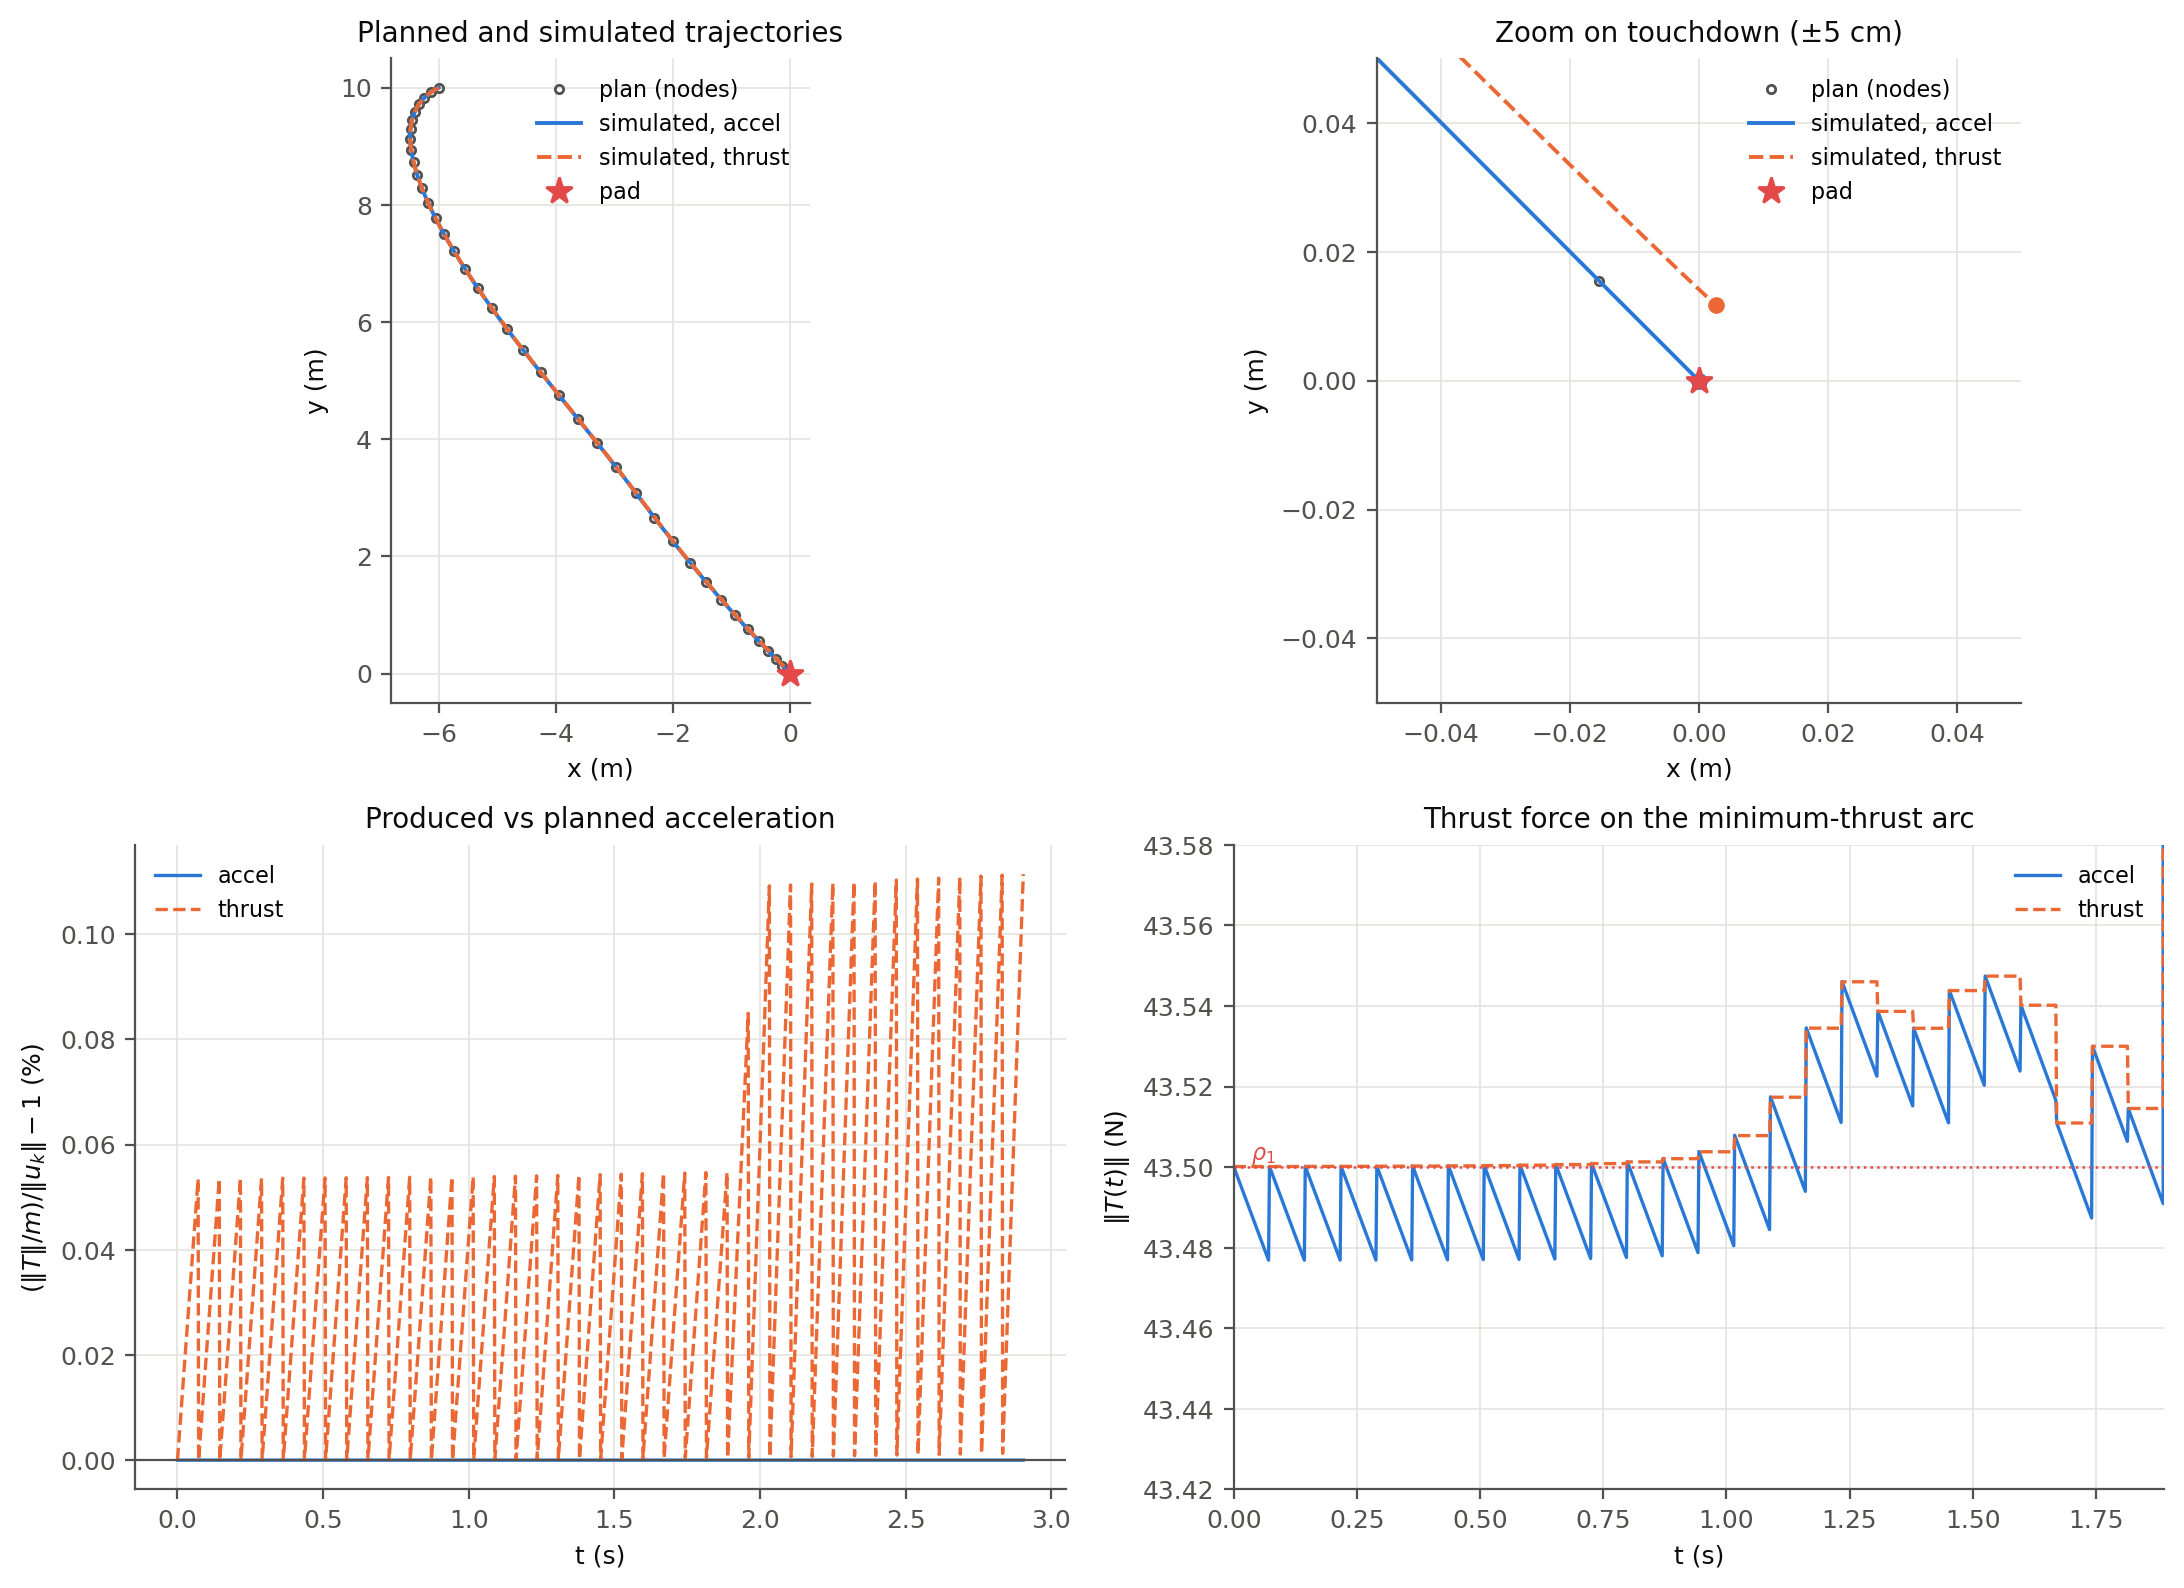 Planned and simulated trajectories
plan (nodes)
simulated, accel
simulated, thrust
pad
10
8
6
4
2
0
y (m)
−6
−4
−2
0
x (m)
Zoom on touchdown (±5 cm)
plan (nodes)
simulated, accel
simulated, thrust
pad
0.04
0.02
0.00
−0.02
−0.04
y (m)
−0.04
−0.02
0.00
0.02
0.04
x (m)
Produced vs planned acceleration
accel
thrust
0.10
0.08
0.06
0.04
0.02
0.00
(‖T‖/m)/‖u_k‖ − 1 (%)
0.0
0.5
1.0
1.5
2.0
2.5
3.0
t (s)
Thrust force on the minimum-thrust arc
accel
thrust
43.58
43.56
43.54
43.52
43.50
43.48
43.46
43.44
43.42
‖T(t)‖ (N)
ρ₁
0.00
0.25
0.50
0.75
1.00
1.25
1.50
1.75
t (s)